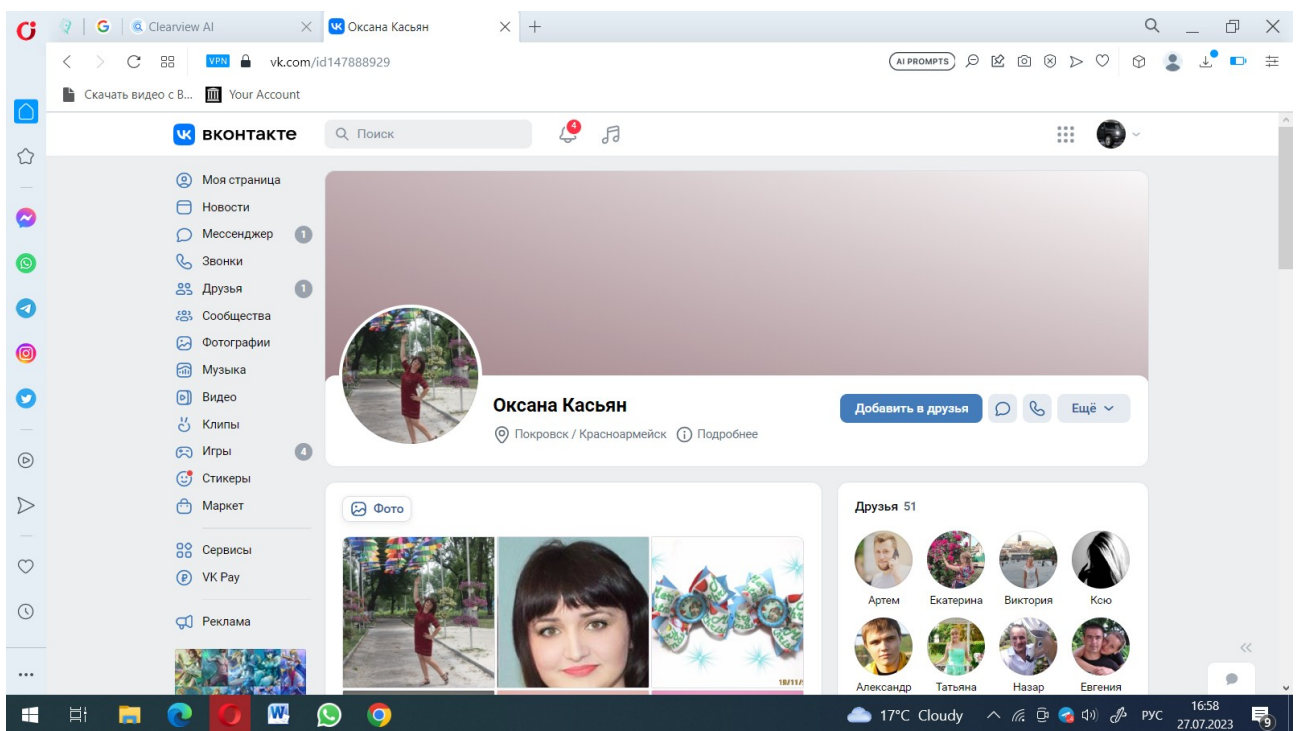 Clearview AI
Оксана Касьян
VPN
vk.com/id147888929
AI PROMPTS
Скачать видео с В...
Your Account
вконтакте
Поиск
4
Моя страница
Новости
Мессенджер 1
Звонки
Друзья 1
Сообщества
Фотографии
Музыка
Видео
Клипы
Игры 4
Стикеры
Маркет
Сервисы
VK Pay
Реклама
Оксана Касьян
Покровск / Красноармейск Подробнее
Добавить в друзья
Ещё
Фото
Друзья 51
Артем Екатерина Виктория Ксю
Александр Татьяна Назар Евгения
17°C Cloudy
РУС
16:58
27.07.2023
9